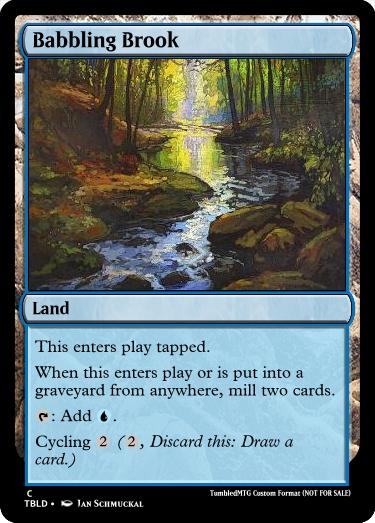 Babbling Brook
Land
This enters play tapped.
When this enters play or is put into a
graveyard from anywhere, mill two cards.
: Add .
Cycling 2 (2, Discard this: Draw a
card.)
C
TBLD • JAN SCHMUCKAL
TumbledMTG Custom Format (NOT FOR SALE)